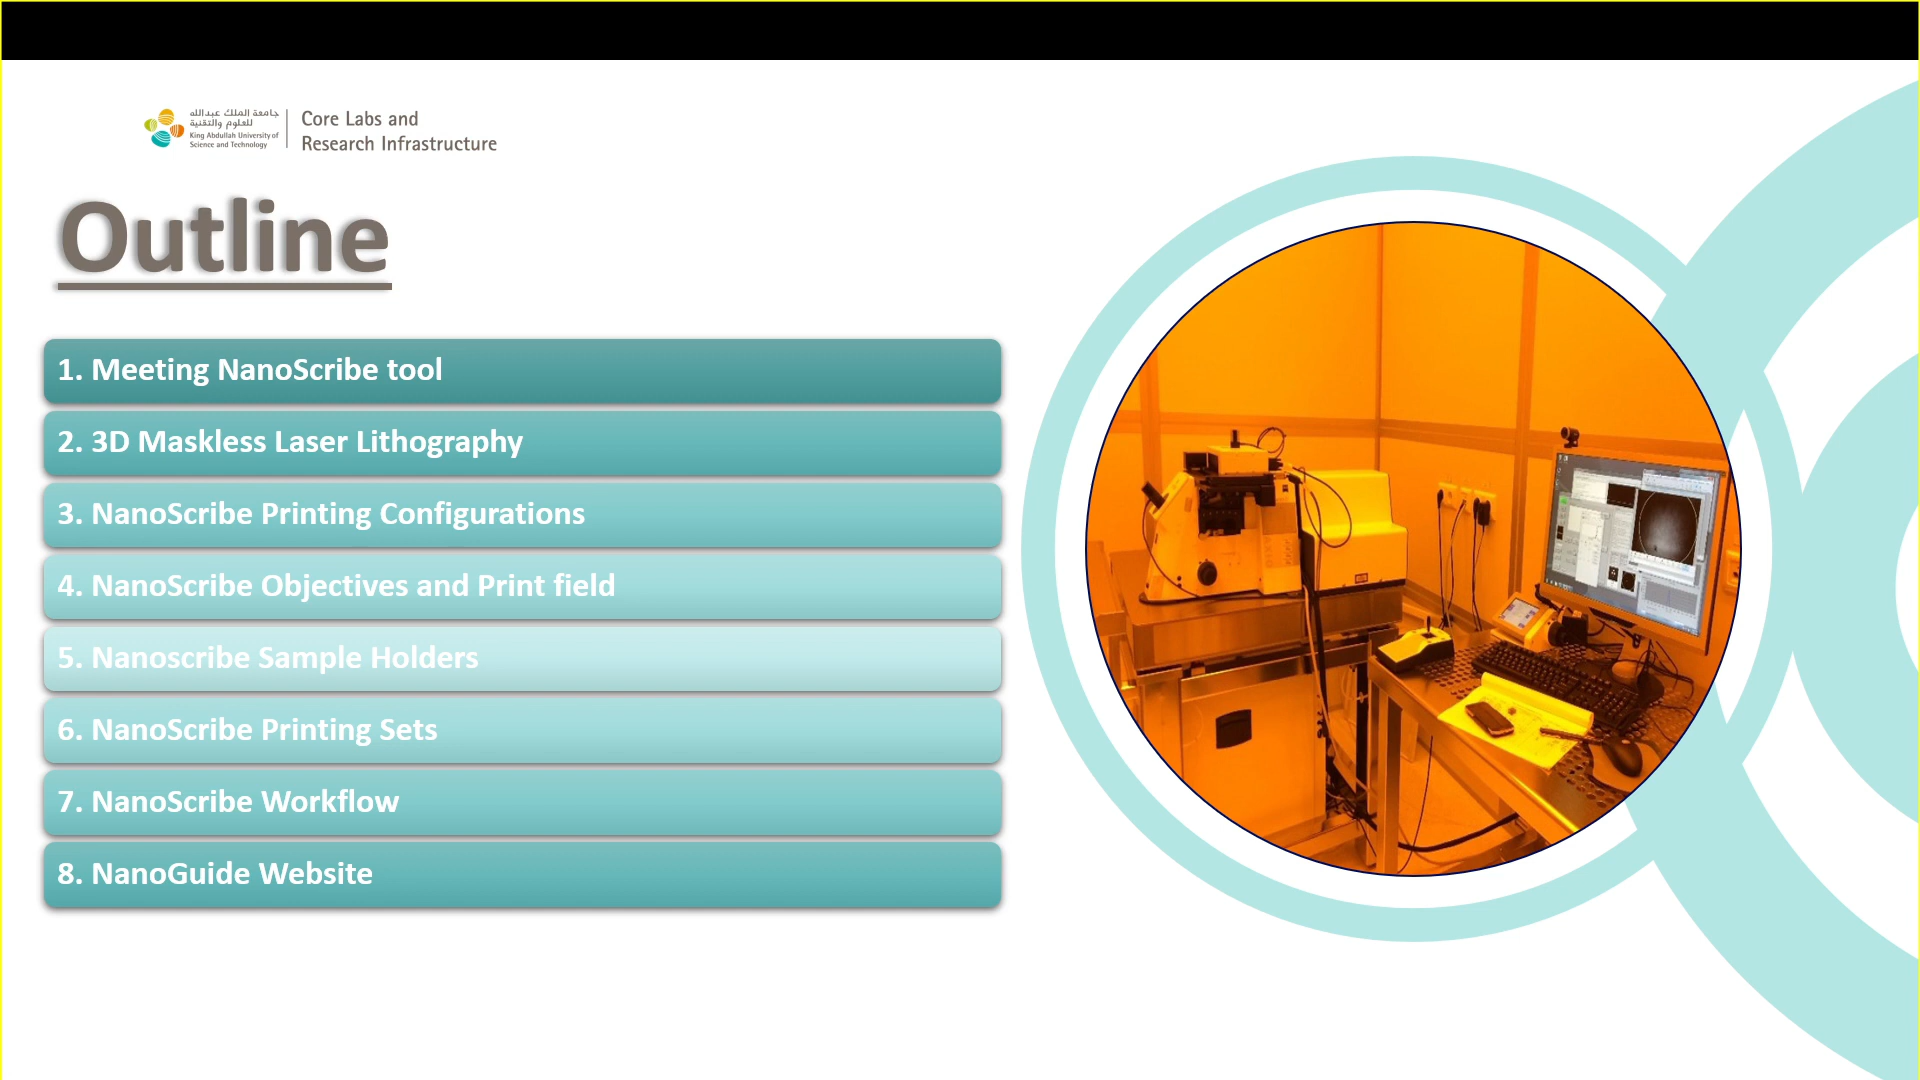 جامعة الملك عبدالله
للعلوم والتقنية
King Abdullah University of
Science and Technology
Core Labs and
Research Infrastructure
Outline
1. Meeting NanoScribe tool
2. 3D Maskless Laser Lithography
3. NanoScribe Printing Configurations
4. NanoScribe Objectives and Print field
5. Nanoscribe Sample Holders
6. NanoScribe Printing Sets
7. NanoScribe Workflow
8. NanoGuide Website